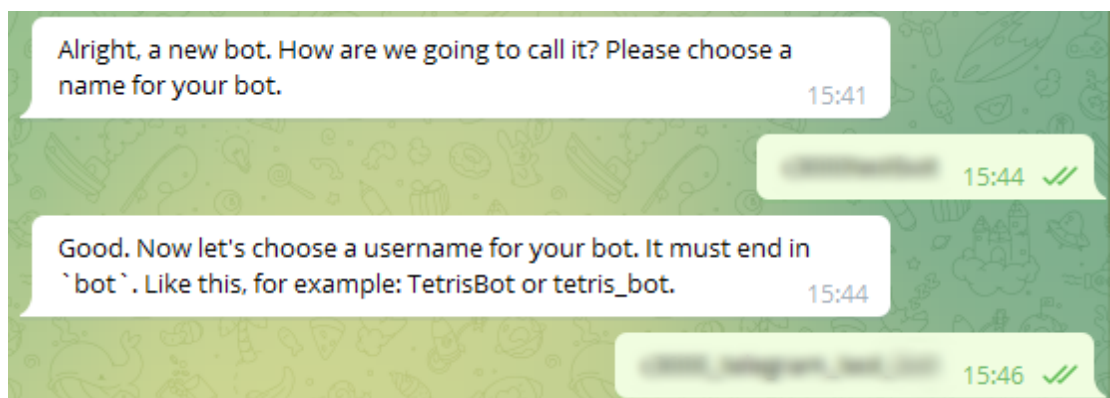 Alright, a new bot. How are we going to call it? Please choose a
name for your bot.
15:41
15:44
Good. Now let's choose a username for your bot. It must end in
`bot`. Like this, for example: TetrisBot or tetris_bot.
15:44
15:46